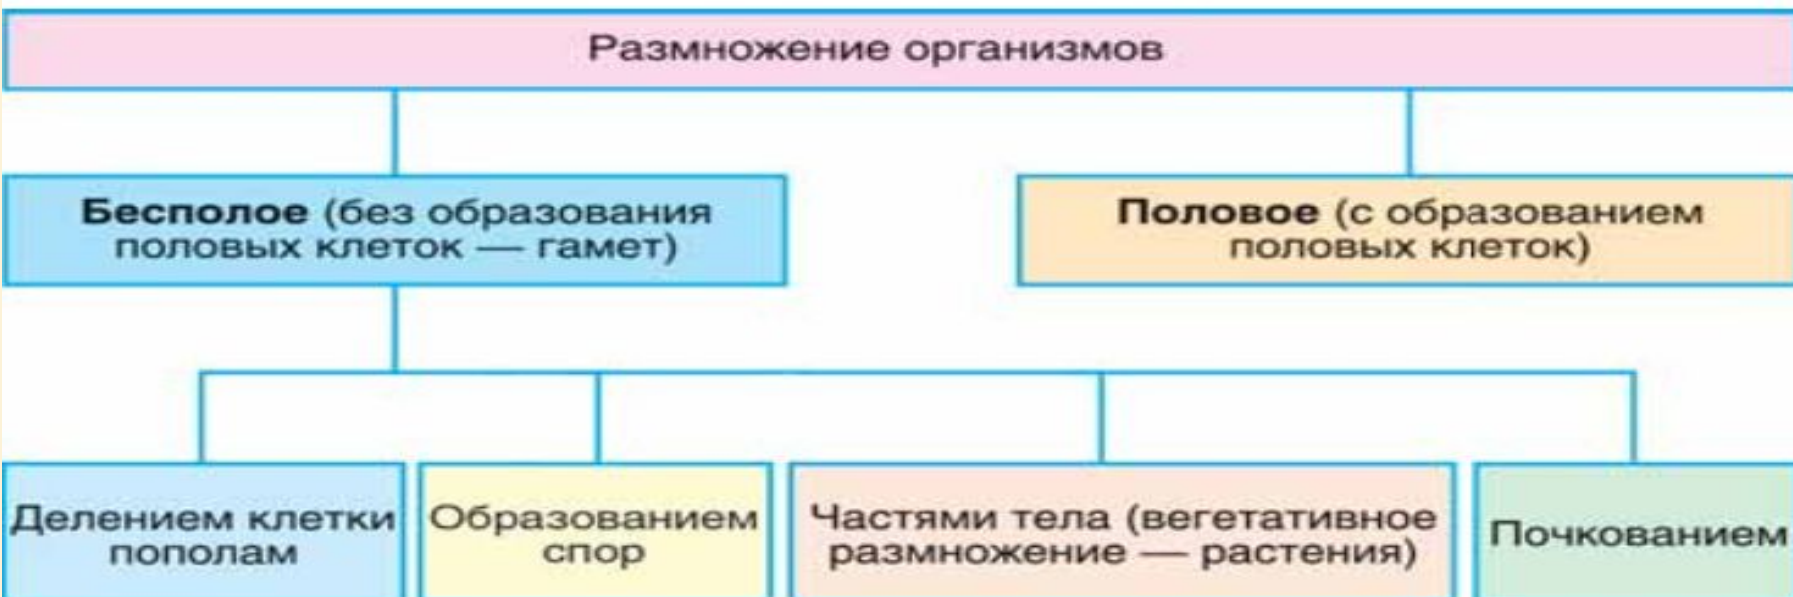 Размножение организмов
Бесполое (без образования
половых клеток — гамет)
Половое (с образованием
половых клеток)
Делением клетки
пополам
Образованием
спор
Частями тела (вегетативное
размножение — растения)
Почкованием